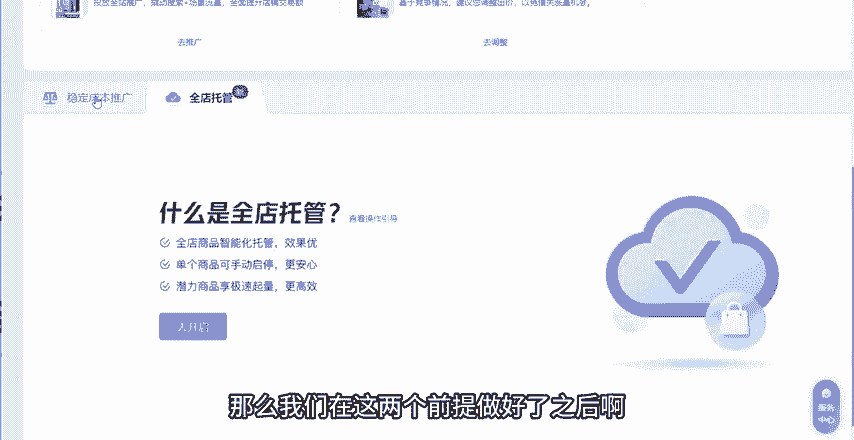 投放全站推广，撬动搜索+场景流量，全面提升店铺交易额
基于竞争情况，建议您调整出价，以免错失流量机会。
去推广
去调整
稳定成本推广
全店托管
什么是全店托管？
查看操作引导
全店商品智能化托管，效果优
单个商品可手动启停，更安心
潜力商品享极速起量，更高效
去开启
服务
中心
那么我们在这两个前提做好了之后啊